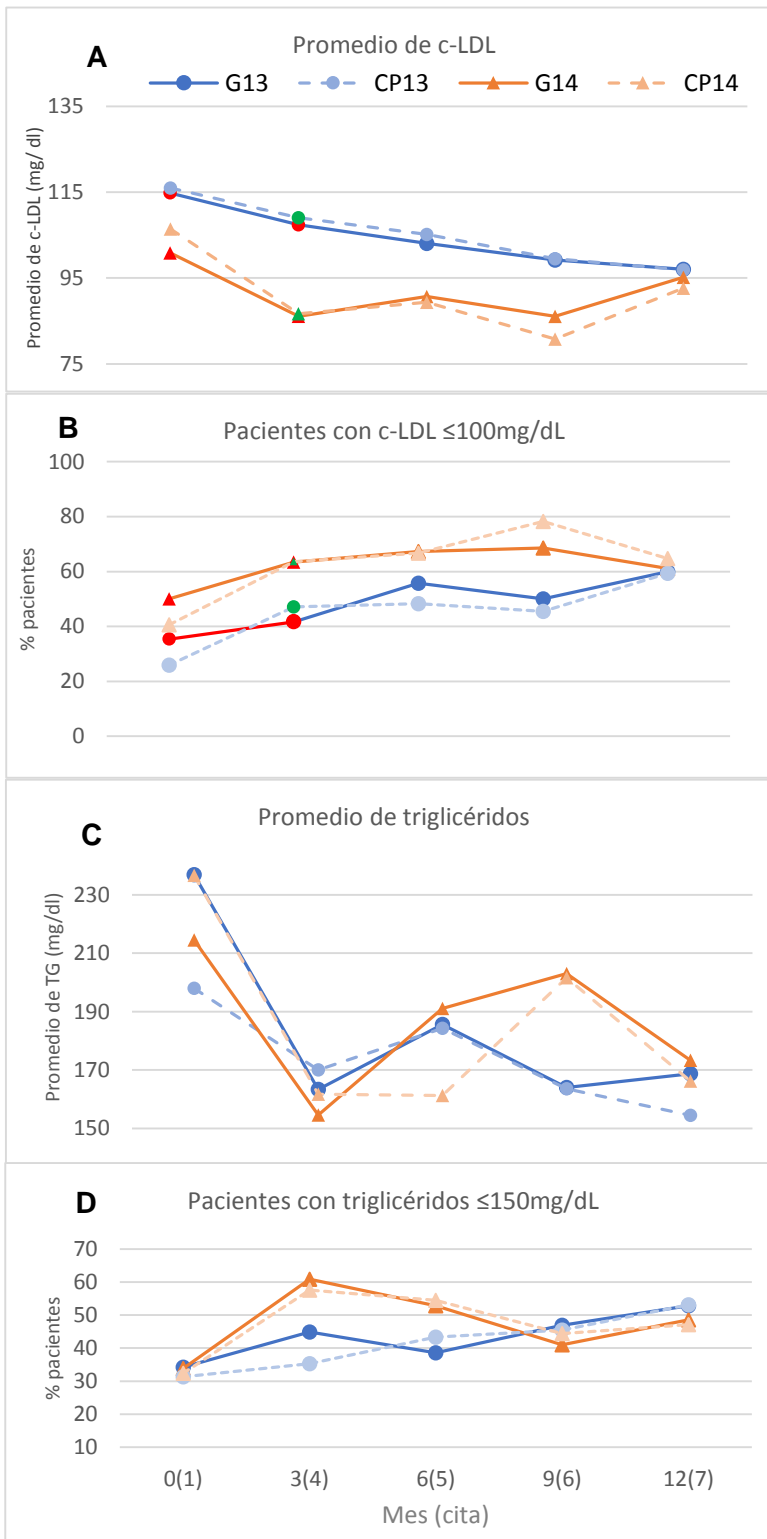 A
Promedio de c-LDL
G13 CP13 G14 CP14
Promedio de c-LDL (mg/ dl)
135
115
95
75
B
Pacientes con c-LDL ≤100mg/dL
% pacientes
100
80
60
40
20
0
C
Promedio de triglicéridos
Promedio de TG (mg/dl)
230
210
190
170
150
D
Pacientes con triglicéridos ≤150mg/dL
% pacientes
70
60
50
40
30
20
10
0(1) 3(4) 6(5) 9(6) 12(7)
Mes (cita)